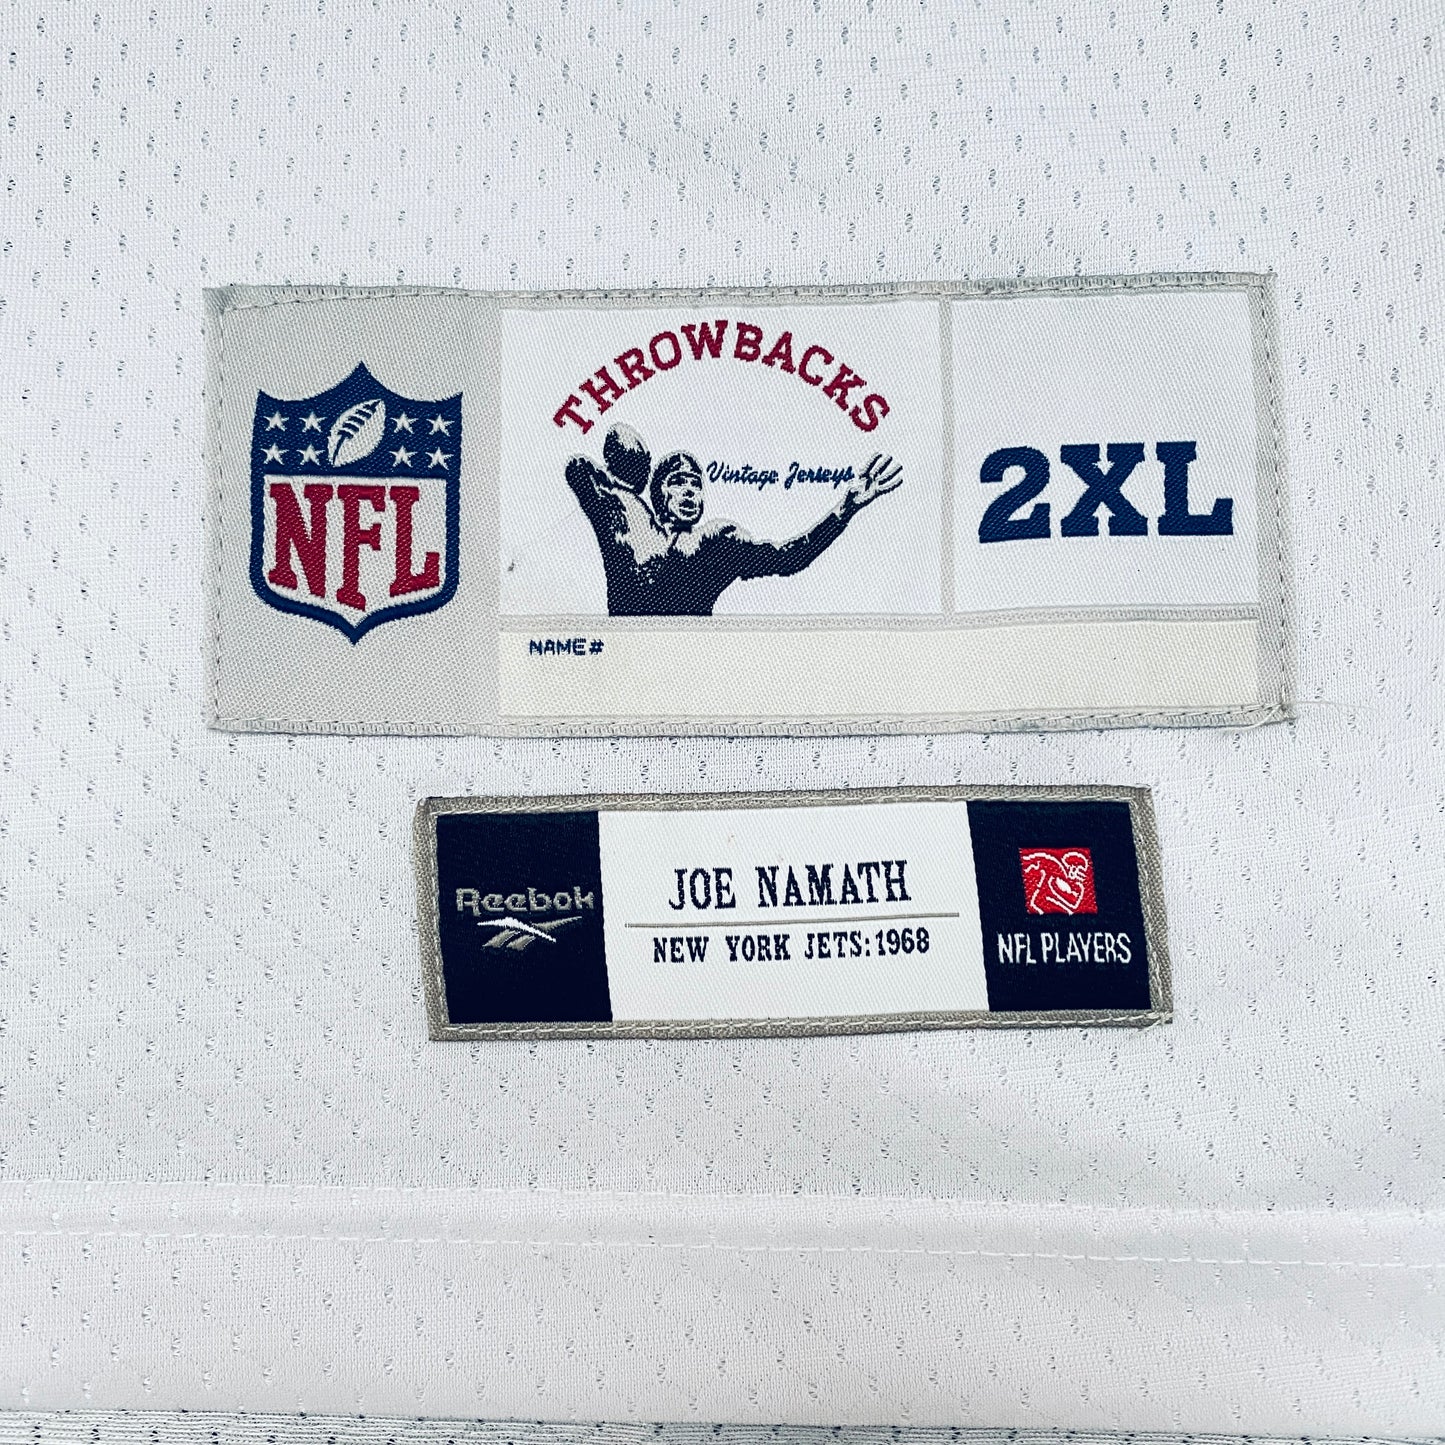 THROWBACKS
Vintage Jerseys
NFL
2XL
NAME#
Reebok
JOE NAMATH
NEW YORK JETS:1968
NFL PLAYERS